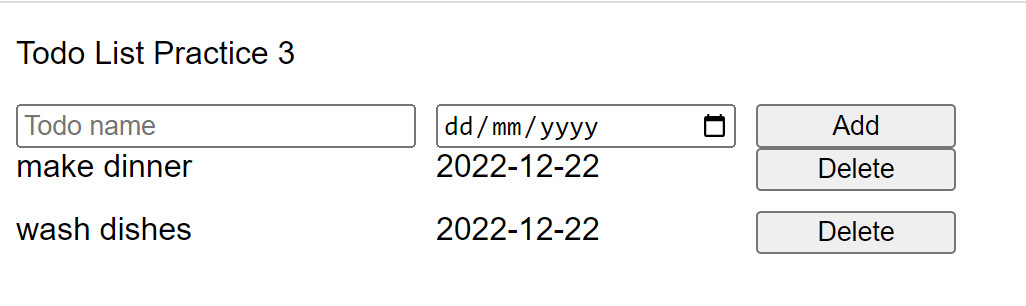 Todo List Practice 3
Todo name dd/mm/yyyy Add
make dinner 2022-12-22 Delete
wash dishes 2022-12-22 Delete